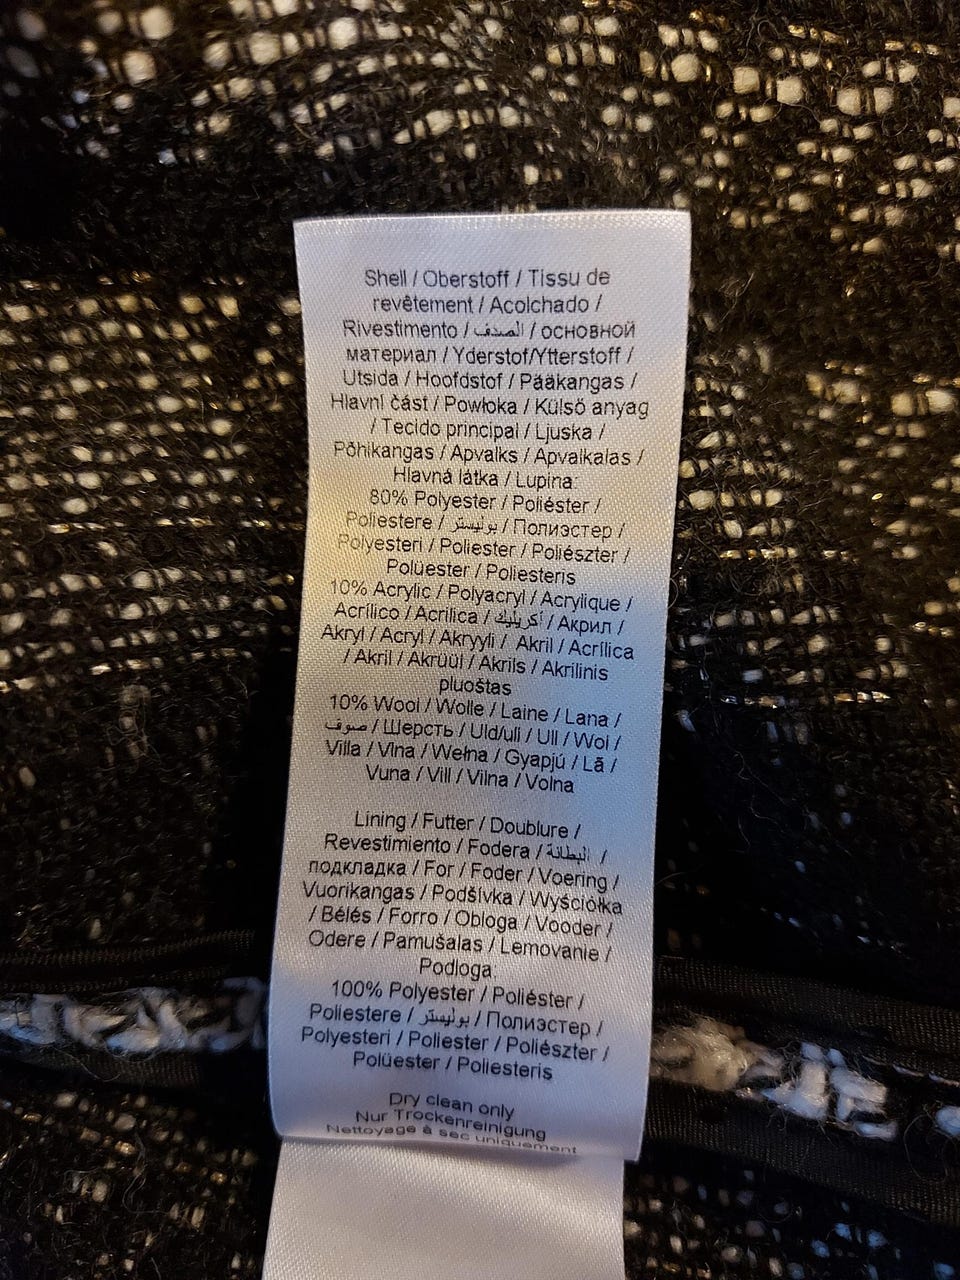 Shell / Oberstoff / Tissu de
revêtement / Acolchado /
Rivestimento / الصدف / основной
материал / Yderstof/Ytterstoff /
Utsida / Hoofdstof / Pääkangas /
Hlavní část / Powłoka / Külső anyag
/ Tecido principal / Ljuska /
Põhikangas / Apvalks / Apvalkalas /
Hlavná látka / Lupina:
80% Polyester / Poliéster /
Poliestere / بوليستر / Полиэстер /
Polyesteri / Poliester / Poliészter /
Polüester / Poliesteris
10% Acrylic / Polyacryl / Acrylique /
Acrílico / Acrilica / أكريليك / Акрил /
Akryl / Acryl / Akryyli / Akril / Acrílica
/ Akril / Akrüül / Akrils / Akrilinis
pluoštas
10% Wool / Wolle / Laine / Lana /
صوف / Шерсть / Uld/ull / Ull / Wol /
Villa / Vlna / Wełna / Gyapjú / Lã /
Vuna / Vill / Vilna / Volna
Lining / Futter / Doublure /
Revestimiento / Fodera / البطانة /
подкладка / For / Foder / Voering /
Vuorikangas / Podšívka / Wyściółka
/ Bélés / Forro / Obloga / Vooder /
Odere / Pamušalas / Lemovanie /
Podloga:
100% Polyester / Poliéster /
Poliestere / بوليستر / Полиэстер /
Polyesteri / Poliester / Poliészter /
Polüester / Poliesteris
Dry clean only
Nur Trockenreinigung
Nettoyage à sec uniquement